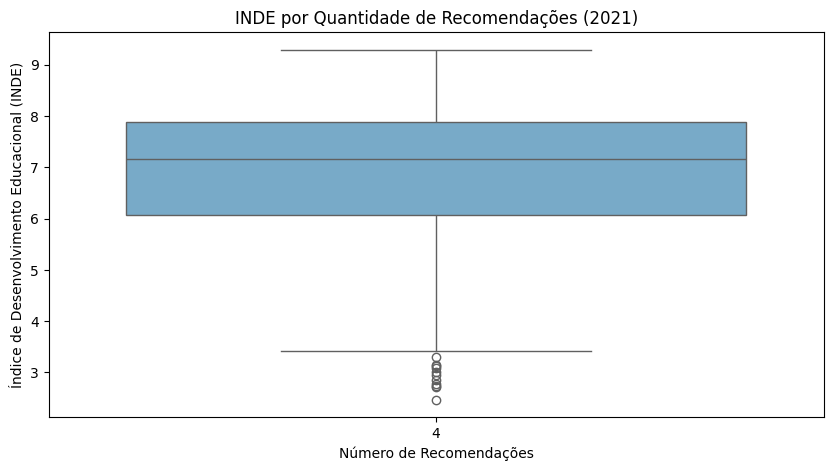 INDE por Quantidade de Recomendações (2021)
Índice de Desenvolvimento Educacional (INDE)
9
8
7
6
5
4
3
4
Número de Recomendações